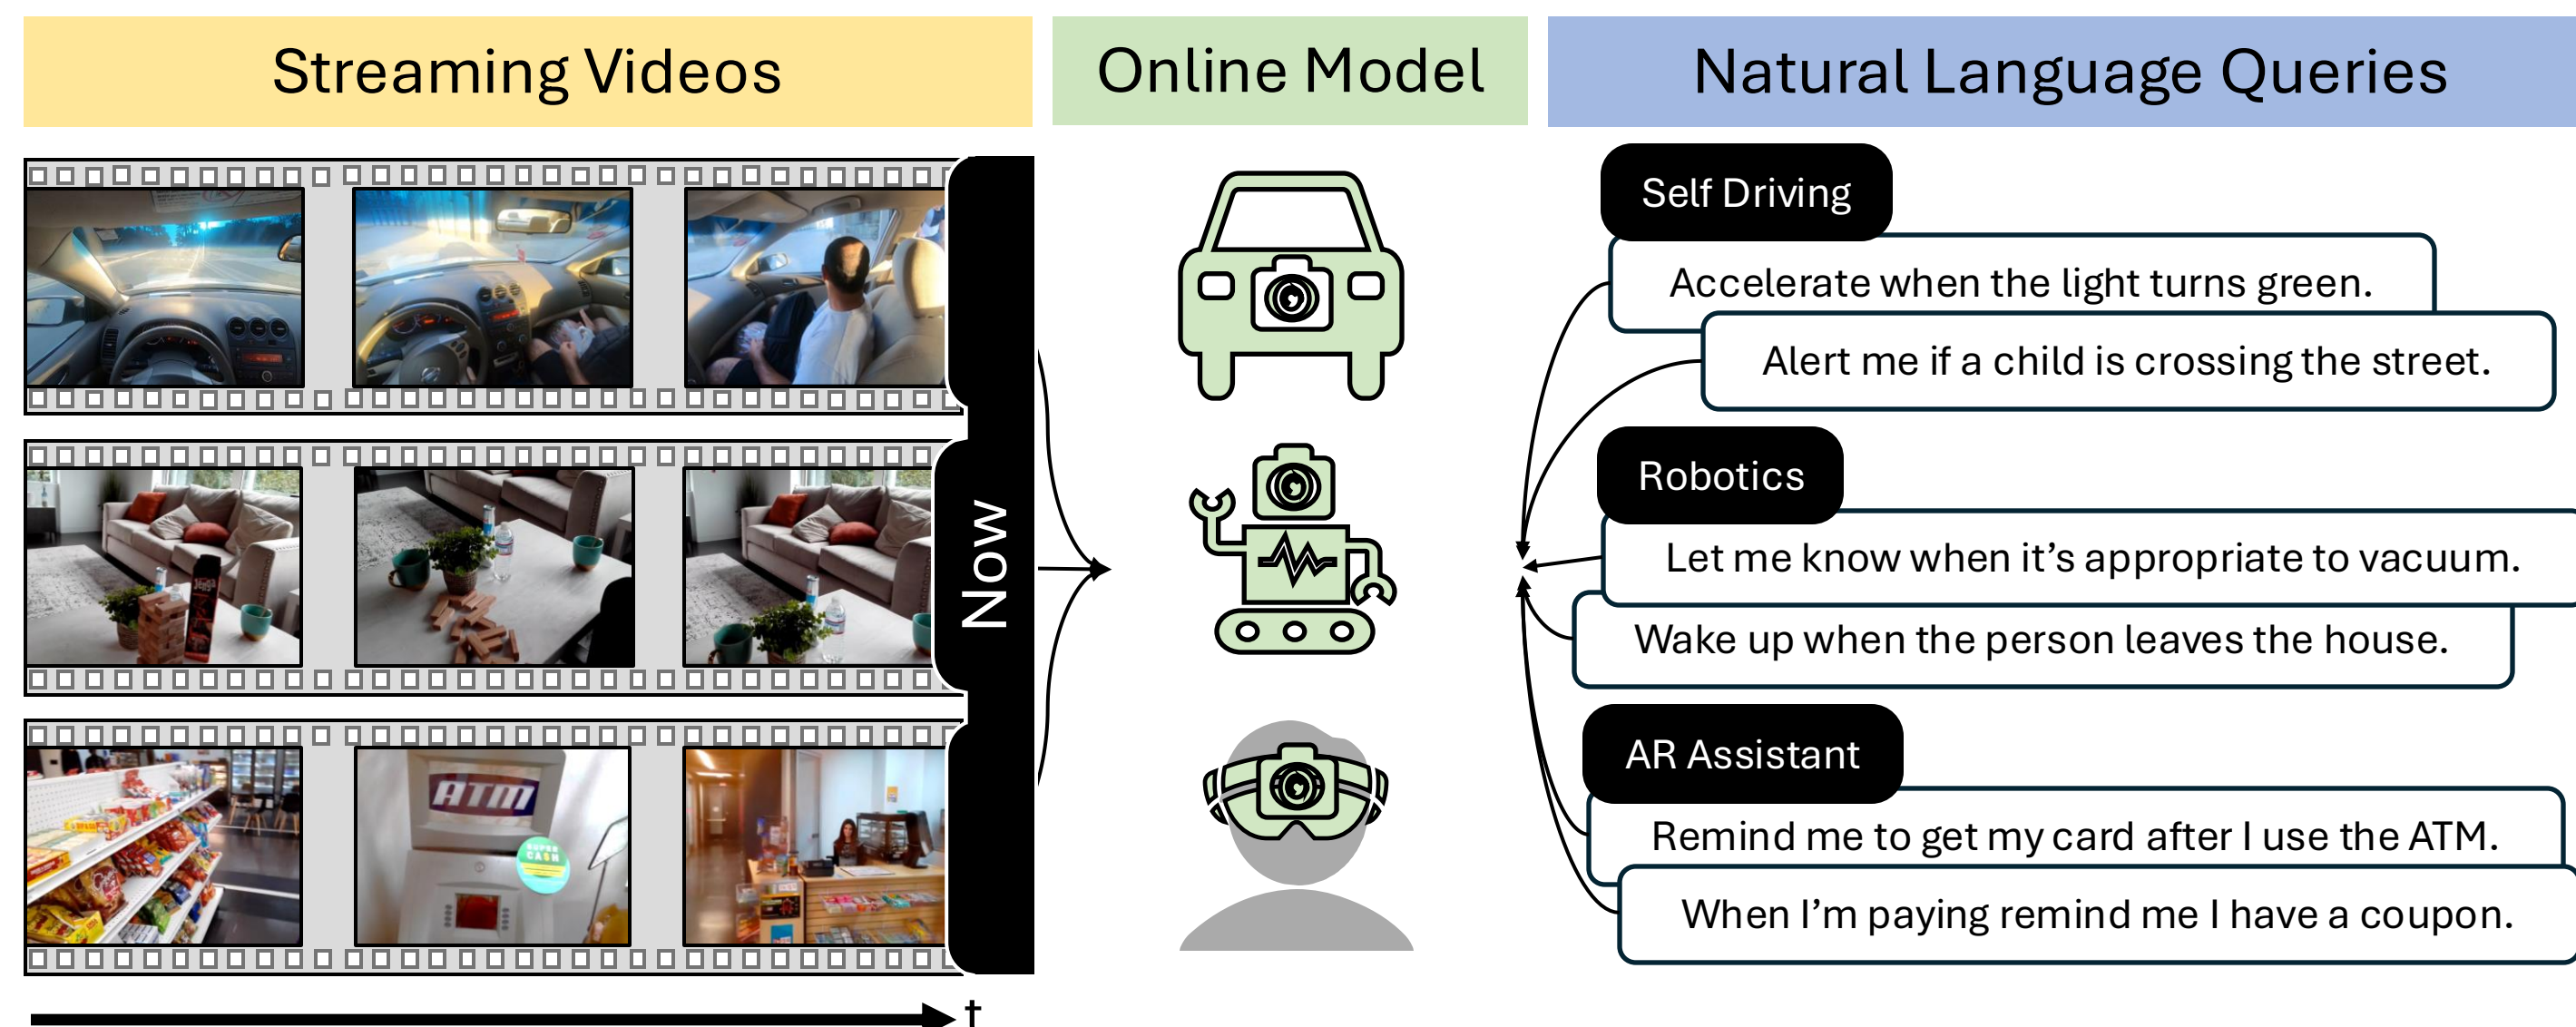 Streaming Videos
Online Model
Natural Language Queries
Self Driving
Accelerate when the light turns green.
Alert me if a child is crossing the street.
Robotics
Let me know when it’s appropriate to vacuum.
Wake up when the person leaves the house.
AR Assistant
Remind me to get my card after I use the ATM.
When I’m paying remind me I have a coupon.
Now
ATM
SUPER
CA$H
t